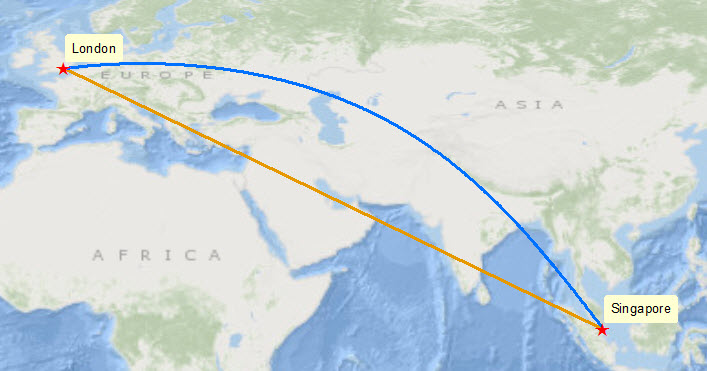 London
EUROPE
ASIA
AFRICA
Singapore